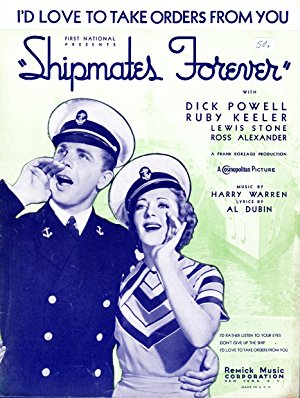 I'D LOVE TO TAKE ORDERS FROM YOU
50¢
FIRST NATIONAL
PRESENTS
"Shipmates Forever"
WITH
DICK POWELL
RUBY KEELER
LEWIS STONE
ROSS ALEXANDER
A FRANK BORZAGE PRODUCTION
A Cosmopolitan PICTURE
MUSIC BY
HARRY WARREN
LYRICS BY
AL DUBIN
I'D RATHER LISTEN TO YOUR EYES
DON'T GIVE UP THE SHIP
I'D LOVE TO TAKE ORDERS FROM YOU
Remick Music
CORPORATION
NEW YORK, N.Y.
MADE IN U.S.A.